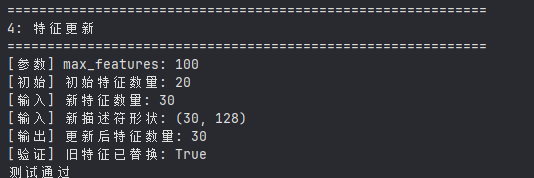 ============================================================
4: 特征更新
============================================================
[参数] max_features: 100
[初始] 初始特征数量: 20
[输入] 新特征数量: 30
[输入] 新描述符形状: (30, 128)
[输出] 更新后特征数量: 30
[验证] 旧特征已替换: True
测试通过